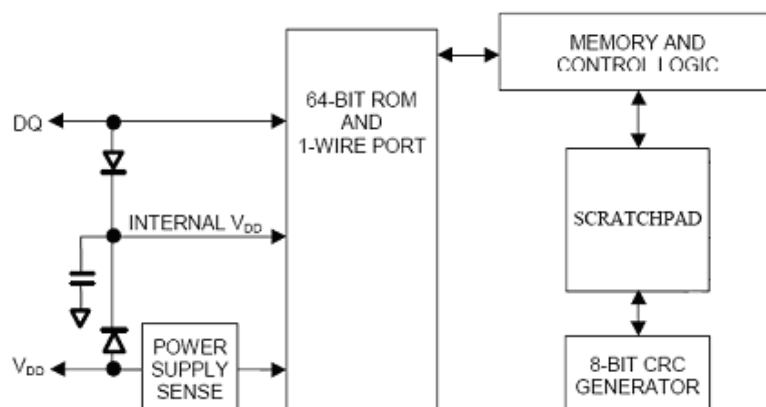 64-BIT ROM
AND
1-WIRE PORT
MEMORY AND
CONTROL LOGIC
DQ
INTERNAL VDD
SCRATCHPAD
VDD
POWER
SUPPLY
SENSE
8-BIT CRC
GENERATOR